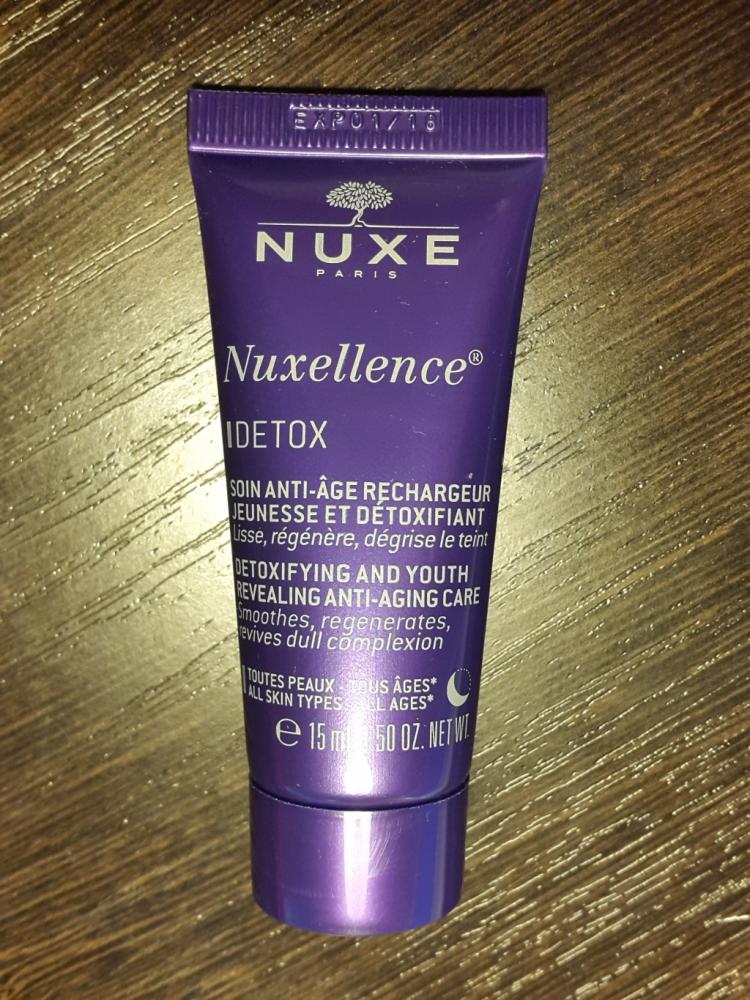 EXP01/18
NUXE
PARIS
Nuxellence®
DETOX
SOIN ANTI-ÂGE RECHARGEUR
JEUNESSE ET DÉTOXIFIANT
Lisse, régénère, dégrise le teint
DETOXIFYING AND YOUTH
REVEALING ANTI-AGING CARE
Smoothes, regenerates,
revives dull complexion
TOUTES PEAUX - TOUS ÂGES*
ALL SKIN TYPES - ALL AGES*
e 15 ml 50 OZ. NET WT.